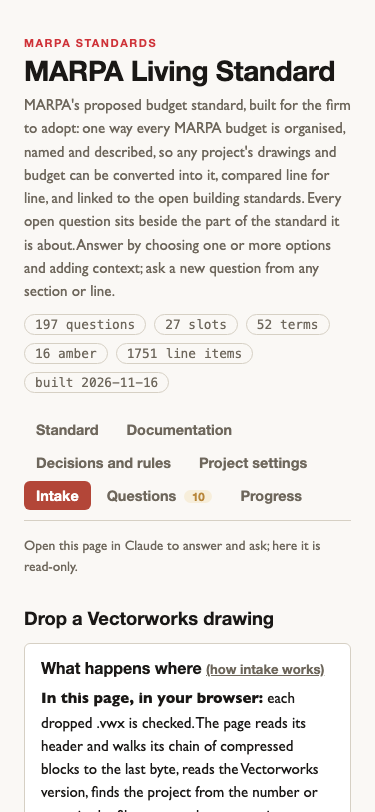 MARPA STANDARDS
MARPA Living Standard
MARPA's proposed budget standard, built for the firm
to adopt: one way every MARPA budget is organised,
named and described, so any project's drawings and
budget can be converted into it, compared line for
line, and linked to the open building standards. Every
open question sits beside the part of the standard it
is about. Answer by choosing one or more options
and adding context; ask a new question from any
section or line.
197 questions 27 slots 52 terms
16 amber 1751 line items
built 2026-11-16
Standard Documentation
Decisions and rules Project settings
Intake Questions 10 Progress
Open this page in Claude to answer and ask; here it is
read-only.
Drop a Vectorworks drawing
What happens where (how intake works)
In this page, in your browser: each
dropped .vwx is checked. The page reads its
header and walks its chain of compressed
blocks to the last byte, reads the Vectorworks
version, finds the project from the number or